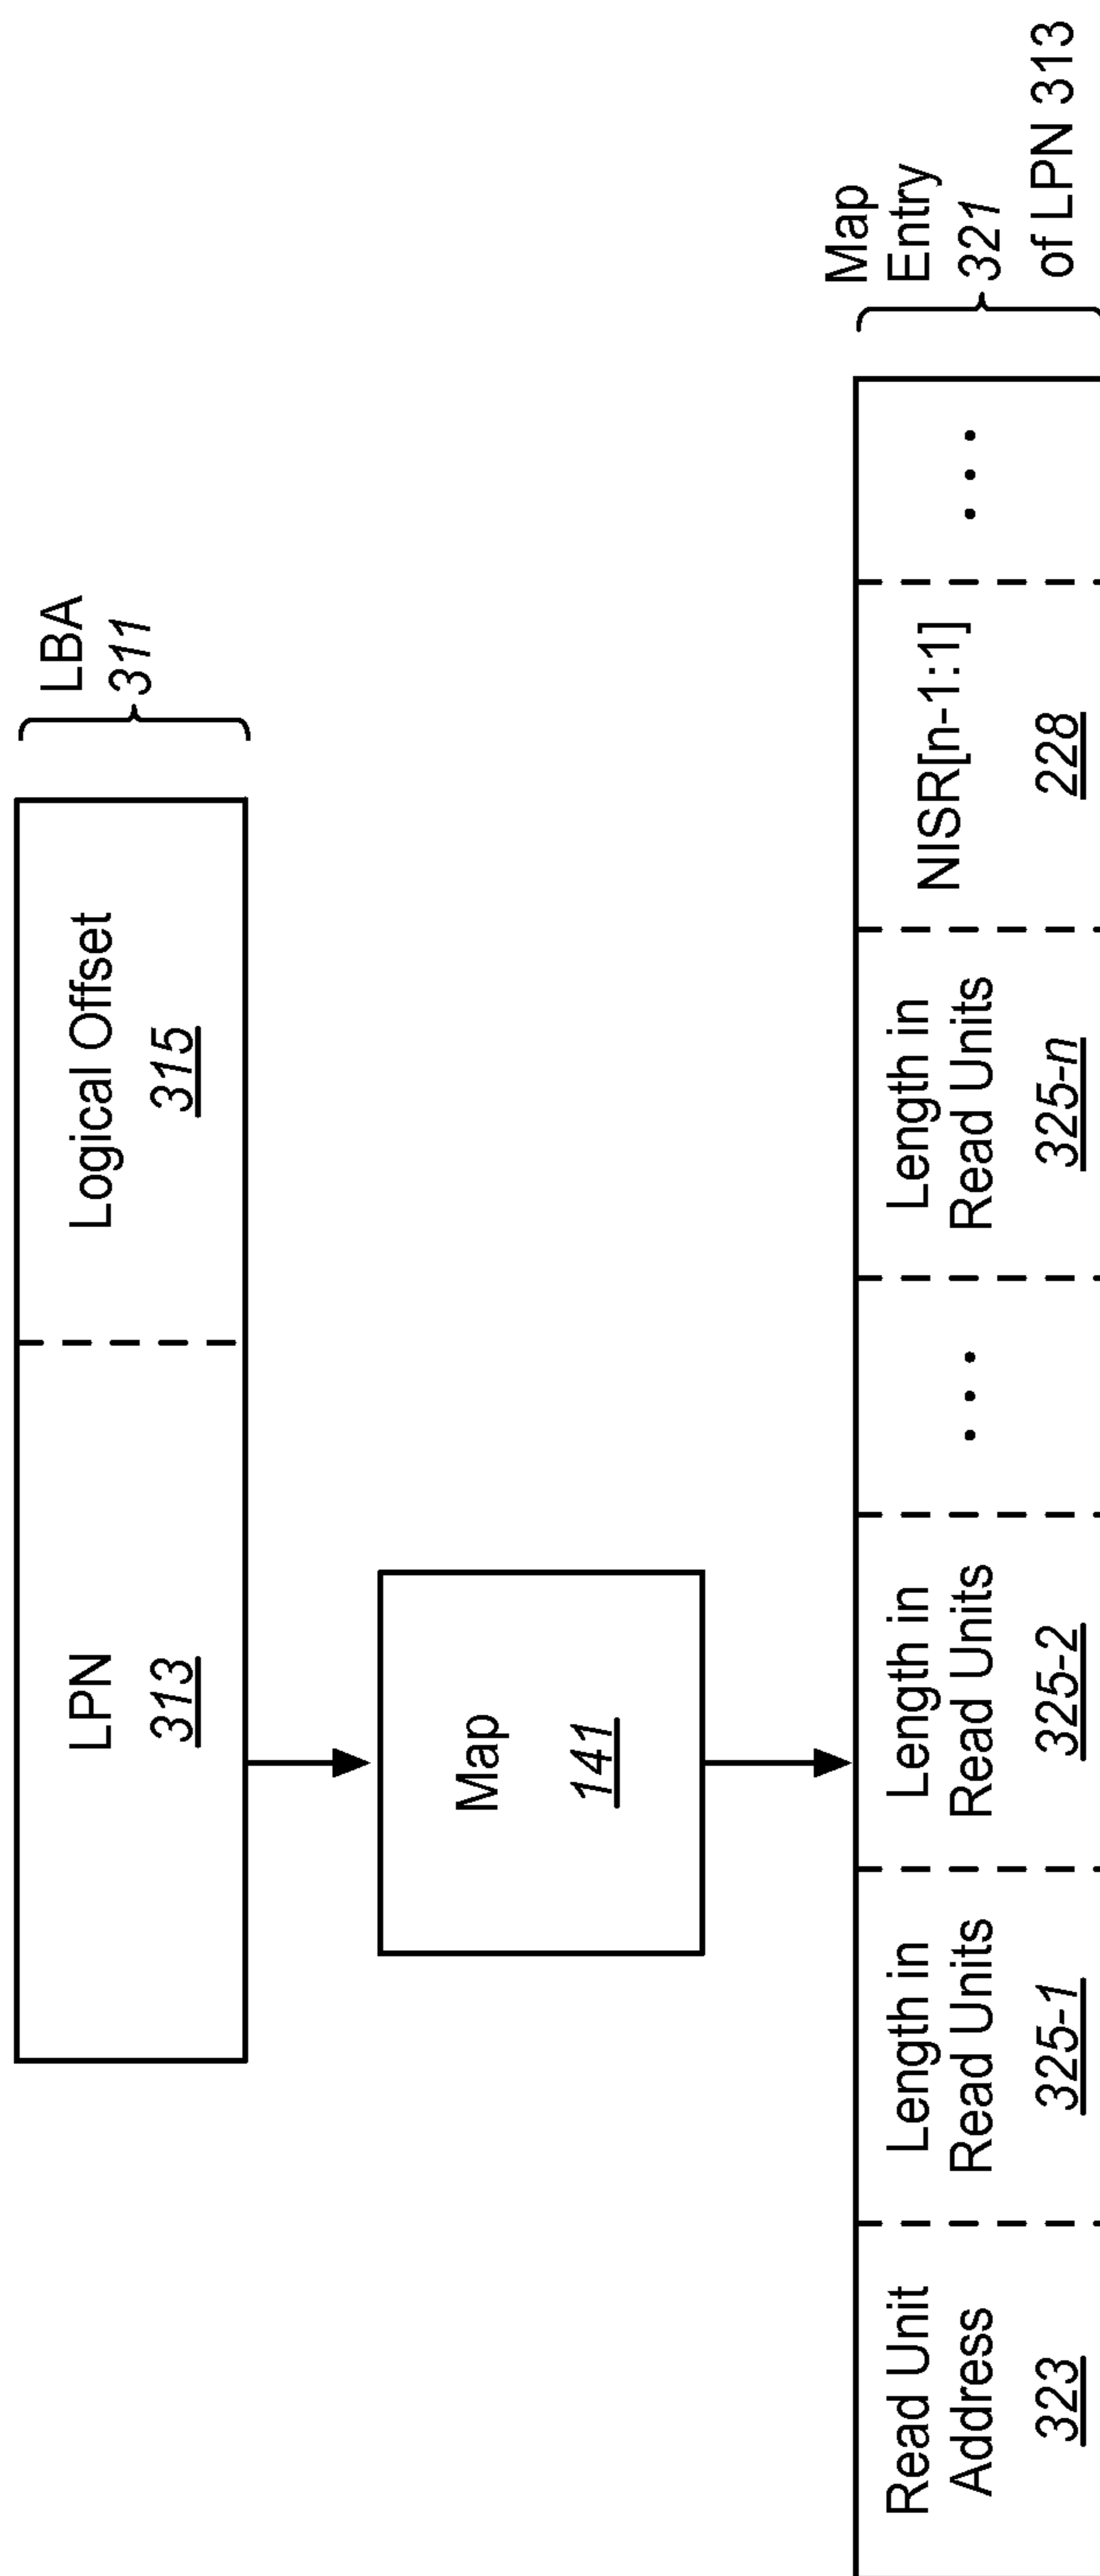 LPN
313
Logical Offset
315
LBA
311
Map
141
Read Unit
Address
323
Length in
Read Units
325-1
Length in
Read Units
325-2
. . .
Length in
Read Units
325-n
NISR[n-1:1]
228
. . .
Map
Entry
321
of LPN 313